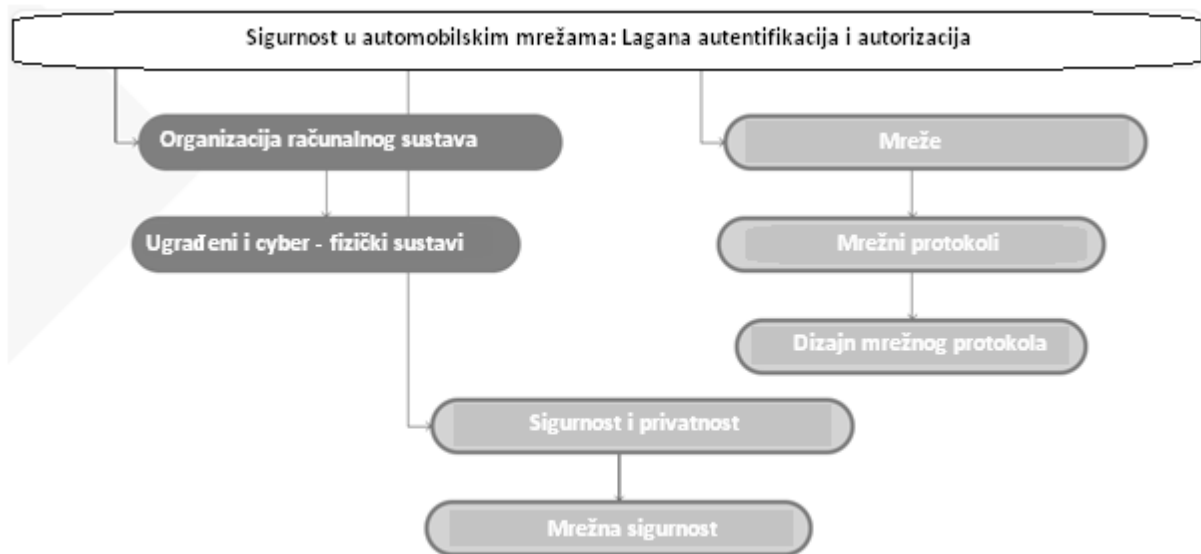 Sigurnost u automobilskim mrežama: Lagana autentifikacija i autorizacija
Organizacija računalnog sustava
Mreže
Ugrađeni i cyber - fizički sustavi
Mrežni protokoli
Dizajn mrežnog protokola
Sigurnost i privatnost
Mrežna sigurnost